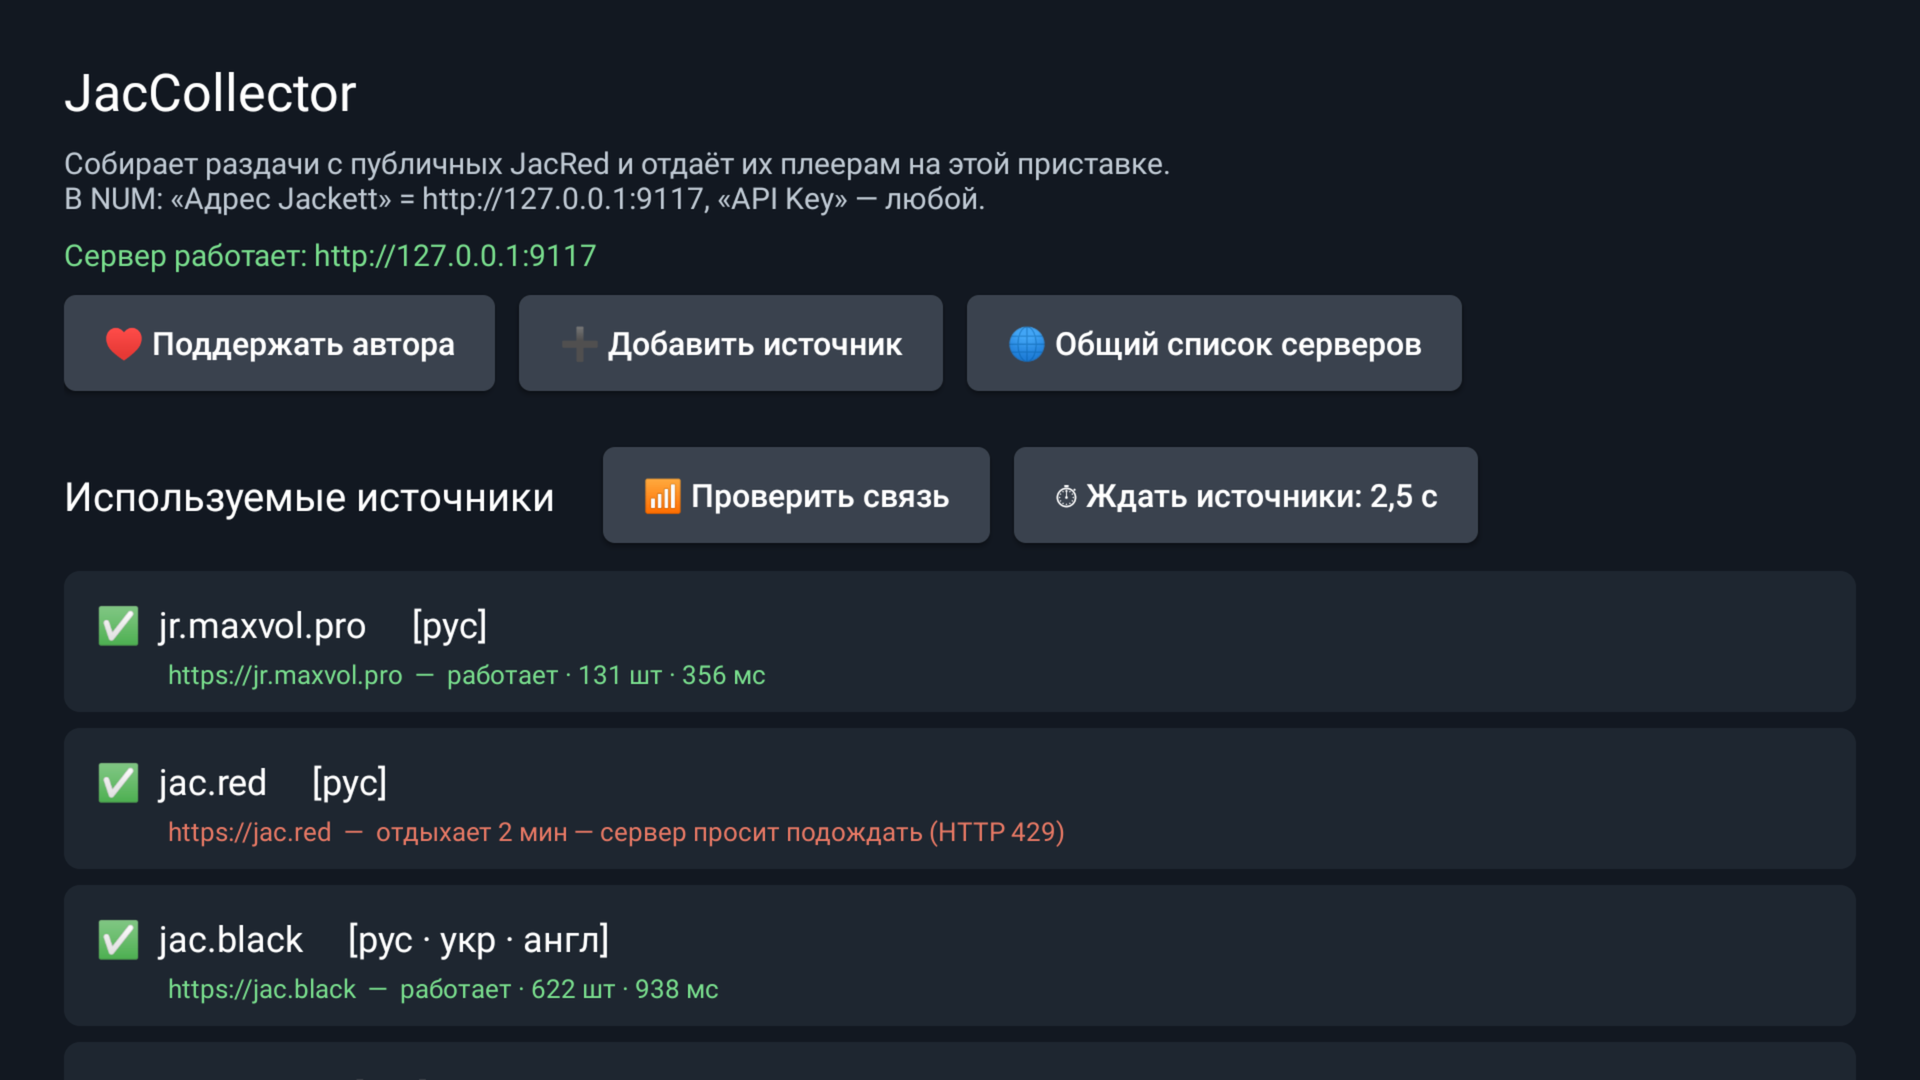 JacCollector
Собирает раздачи с публичных JacRed и отдаёт их плеерам на этой приставке.
В NUM: «Адрес Jackett» = http://127.0.0.1:9117, «API Key» — любой.
Сервер работает: http://127.0.0.1:9117
❤️ Поддержать автора
➕ Добавить источник
🌐 Общий список серверов
Используемые источники
📶 Проверить связь
⏱ Ждать источники: 2,5 с
✅ jr.maxvol.pro [рус]
https://jr.maxvol.pro — работает · 131 шт · 356 мс
✅ jac.red [рус]
https://jac.red — отдыхает 2 мин — сервер просит подождать (HTTP 429)
✅ jac.black [рус · укр · англ]
https://jac.black — работает · 622 шт · 938 мс